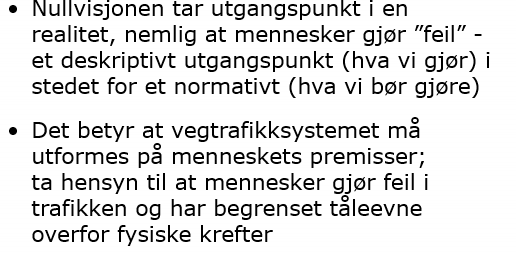 • Nullvisjonen tar utgangspunkt i en
realitet, nemlig at mennesker gjør ”feil” -
et deskriptivt utgangspunkt (hva vi gjør) i
stedet for et normativt (hva vi bør gjøre)
• Det betyr at vegtrafikksystemet må
utformes på menneskets premisser;
ta hensyn til at mennesker gjør feil i
trafikken og har begrenset tåleevne
overfor fysiske krefter